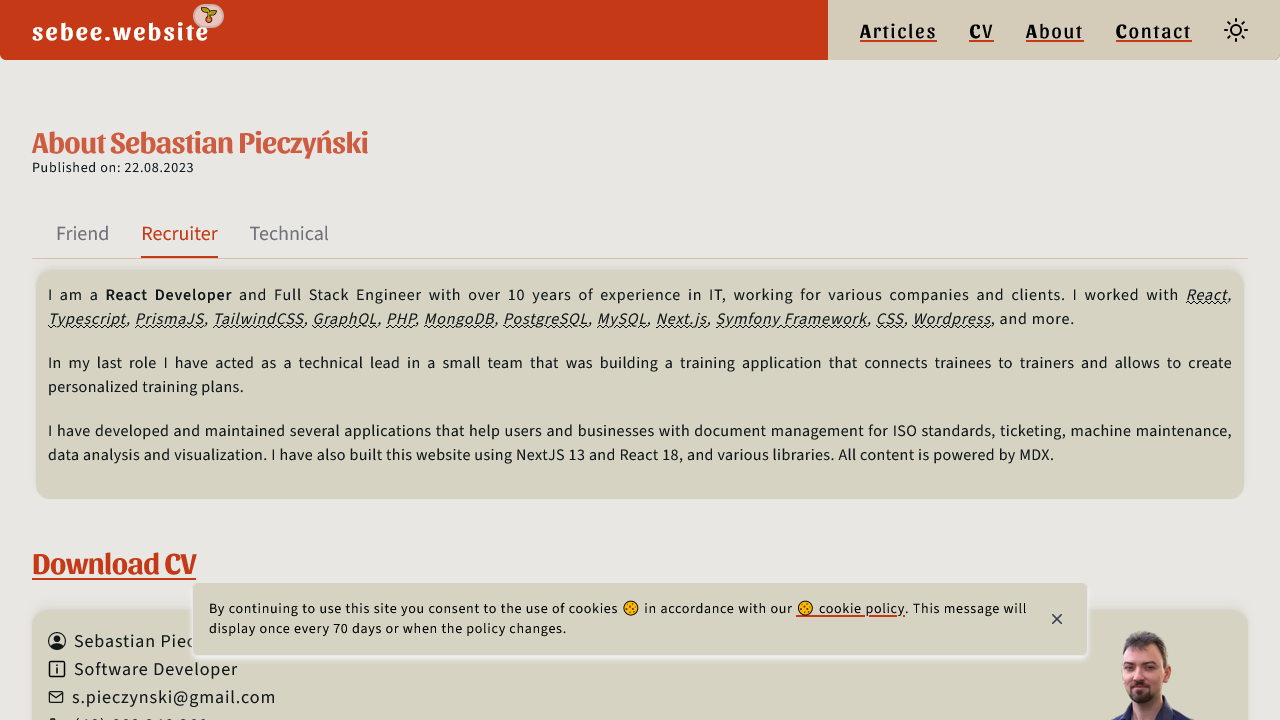 sebee.website
Articles CV About Contact
About Sebastian Pieczyński
Published on: 22.08.2023
Friend Recruiter Technical
I am a React Developer and Full Stack Engineer with over 10 years of experience in IT, working for various companies and clients. I worked with React,
Typescript, PrismaJS, TailwindCSS, GraphQL, PHP, MongoDB, PostgreSQL, MySQL, Next.js, Symfony Framework, CSS, Wordpress, and more.
In my last role I have acted as a technical lead in a small team that was building a training application that connects trainees to trainers and allows to create
personalized training plans.
I have developed and maintained several applications that help users and businesses with document management for ISO standards, ticketing, machine maintenance,
data analysis and visualization. I have also built this website using NextJS 13 and React 18, and various libraries. All content is powered by MDX.
Download CV
By continuing to use this site you consent to the use of cookies 🍪 in accordance with our 🍪 cookie policy. This message will
display once every 70 days or when the policy changes.
Sebastian
Software Developer
s.pieczynski@gmail.com